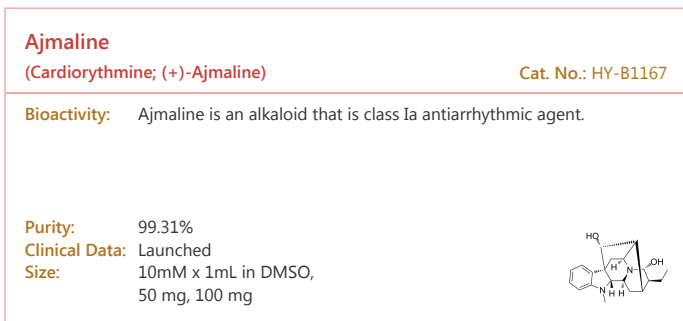 Ajmaline
(Cardiorythmine; (+)-Ajmaline) Cat. No.: HY-B1167
Bioactivity: Ajmaline is an alkaloid that is class Ia antiarrhythmic agent.
Purity: 99.31%
Clinical Data: Launched
Size: 10mM x 1mL in DMSO,
50 mg, 100 mg
HO
H N OH
N H H